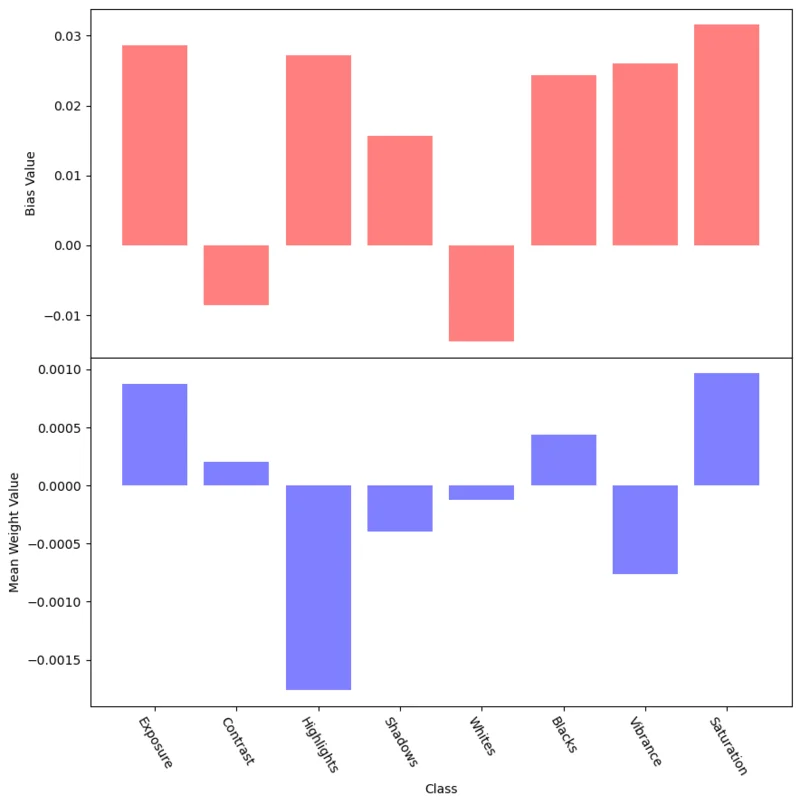 0.03
0.02
0.01
0.00
−0.01
Bias Value
0.0010
0.0005
0.0000
−0.0005
−0.0010
−0.0015
Mean Weight Value
Exposure
Contrast
Highlights
Shadows
Whites
Blacks
Vibrance
Saturation
Class